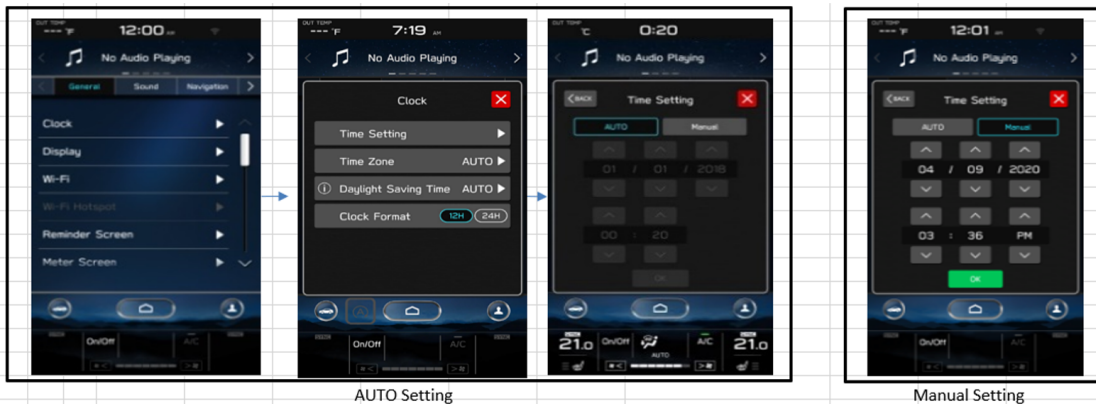 OUT TEMP
--- °F 12:00 AM
No Audio Playing
General Sound Navigation
Clock
Display
Wi-Fi
Wi-Fi Hotspot
Reminder Screen
Meter Screen
SYNC
On/Off A/C
OUT TEMP
--- °F 7:19 AM
No Audio Playing
Clock
Time Setting
Time Zone AUTO
Daylight Saving Time AUTO
Clock Format 12H 24H
On/Off A/C
OUT TEMP
°C 0:20
No Audio Playing
BACK Time Setting
AUTO Manual
01 / 01 / 2018
00 : 20
OK
SYNC
21.0 On/Off A/C 21.0
AUTO
AUTO Setting
OUT TEMP
--- °F 12:01
No Audio Playing
BACK Time Setting
AUTO Manual
04 / 09 / 2020
03 : 36 PM
OK
On/Off A/C
Manual Setting